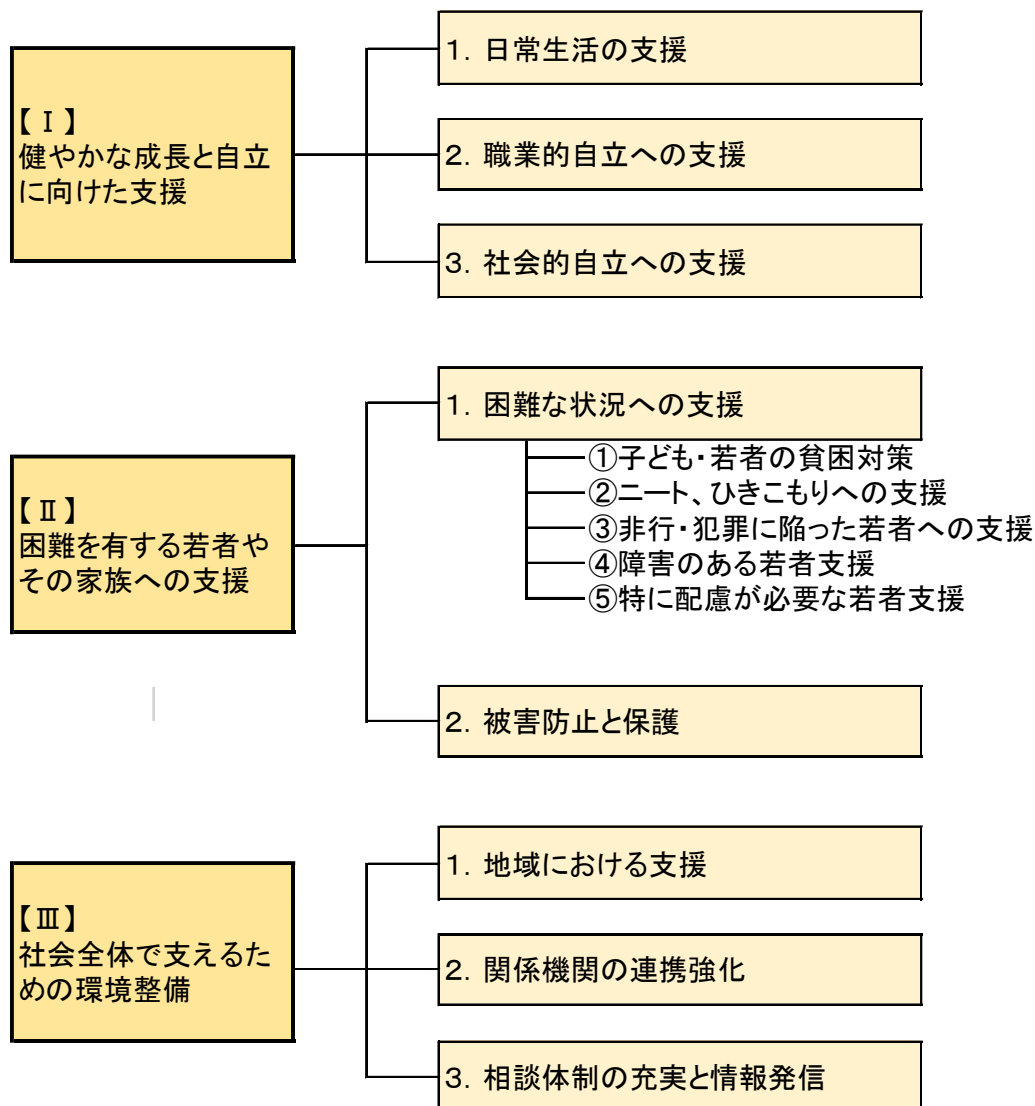 【Ⅰ】
健やかな成長と自立
に向けた支援
1．日常生活の支援
2．職業的自立への支援
3．社会的自立への支援
【Ⅱ】
困難を有する若者や
その家族への支援
1．困難な状況への支援
①子ども・若者の貧困対策
②ニート、ひきこもりへの支援
③非行・犯罪に陥った若者への支援
④障害のある若者支援
⑤特に配慮が必要な若者支援
2．被害防止と保護
【Ⅲ】
社会全体で支えるた
めの環境整備
1．地域における支援
2．関係機関の連携強化
3．相談体制の充実と情報発信